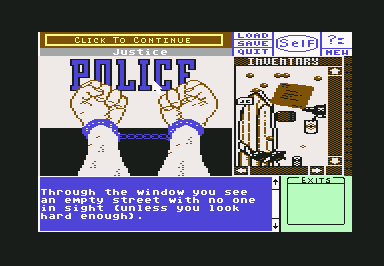 Click To Continue
LOAD
SAVE
QUIT
Self
?=
NEW
Justice
Inventory
POLICE
Through the window you see
an empty street with no one
in sight (unless you look
hard enough).
Exits